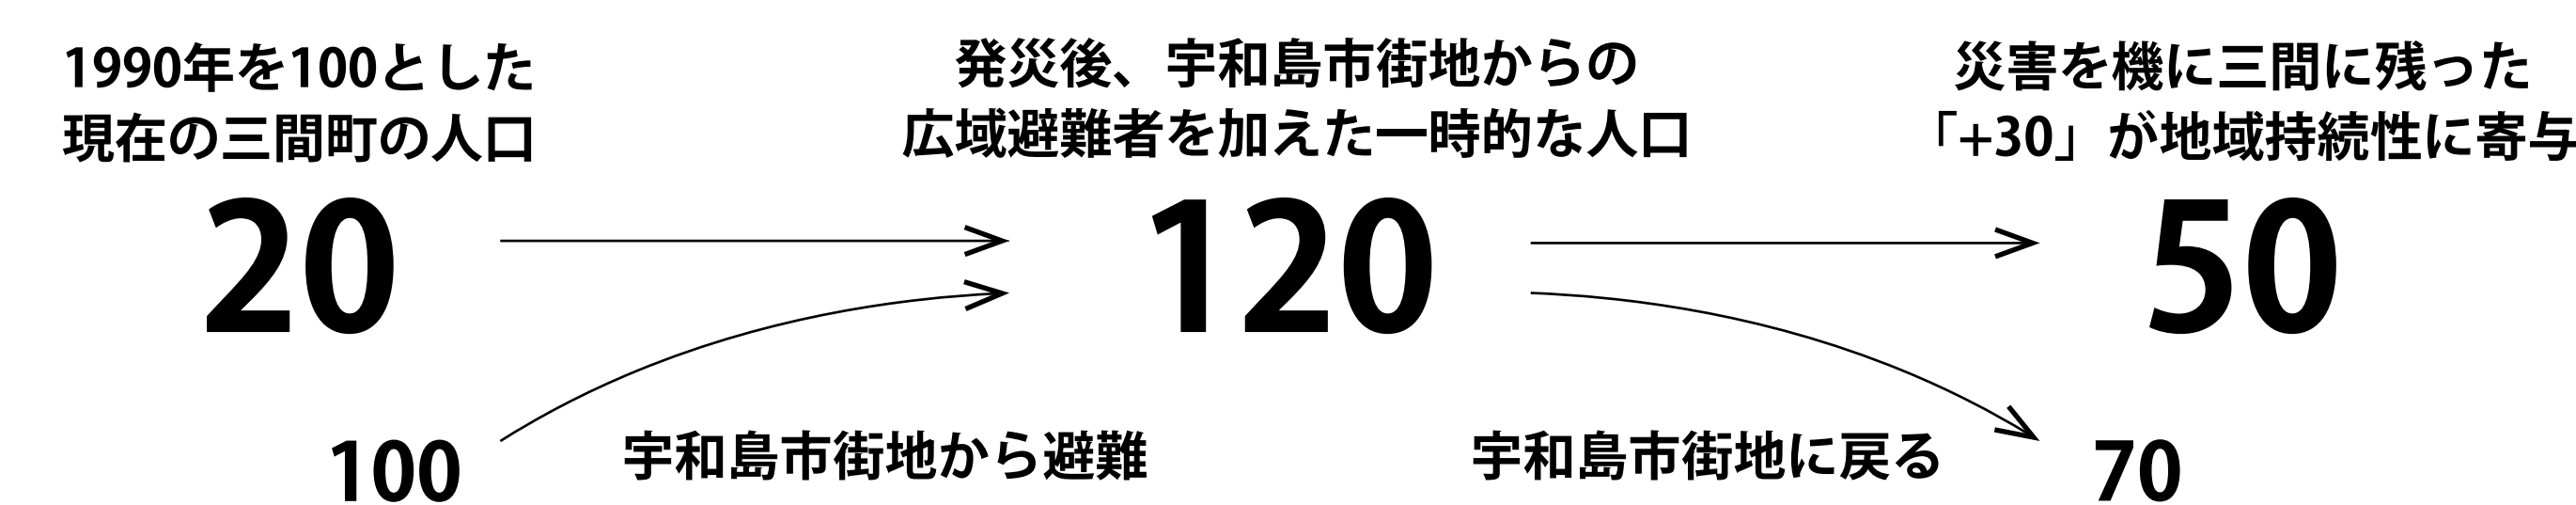 1990年を100とした
現在の三間町の人口
20
100
宇和島市街地から避難
発災後、宇和島市街地からの
広域避難者を加えた一時的な人口
120
宇和島市街地に戻る
災害を機に三間に残った
「+30」が地域持続性に寄与
50
70